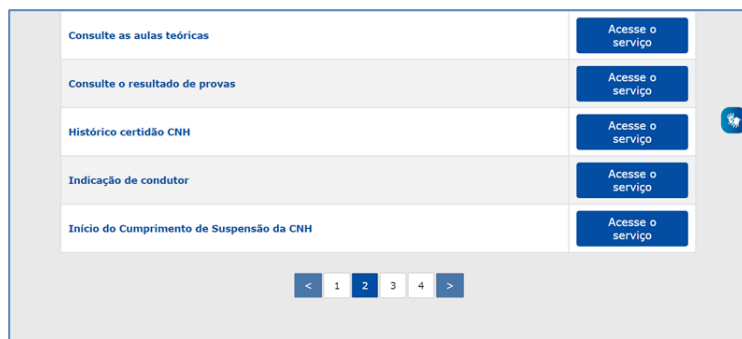 Consulte as aulas teóricas
Acesse o
serviço
Consulte o resultado de provas
Acesse o
serviço
Histórico certidão CNH
Acesse o
serviço
Indicação de condutor
Acesse o
serviço
Início do Cumprimento de Suspensão da CNH
Acesse o
serviço
< 1 2 3 4 >